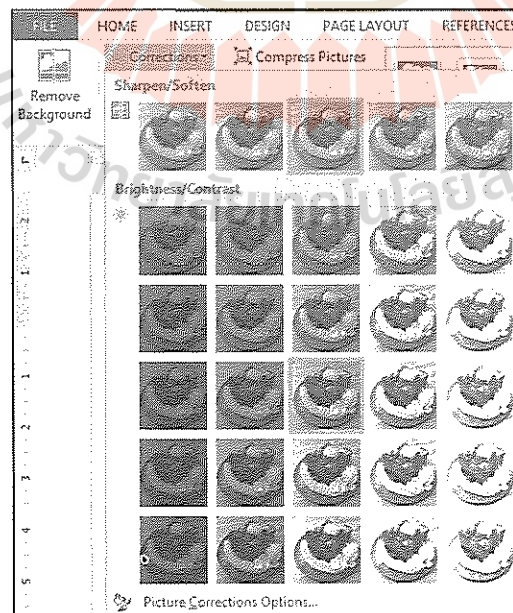 FILE HOME INSERT DESIGN PAGE LAYOUT REFERENCES
Corrections Compress Pictures
Remove
Background
Sharpen/Soften
Brightness/Contrast
Picture Corrections Options...